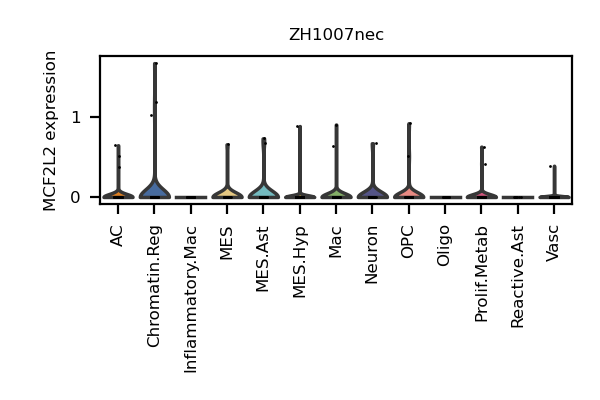 ZH1007nec
MCF2L2 expression
1
0
AC
Chromatin.Reg
Inflammatory.Mac
MES
MES.Ast
MES.Hyp
Mac
Neuron
OPC
Oligo
Prolif.Metab
Reactive.Ast
Vasc